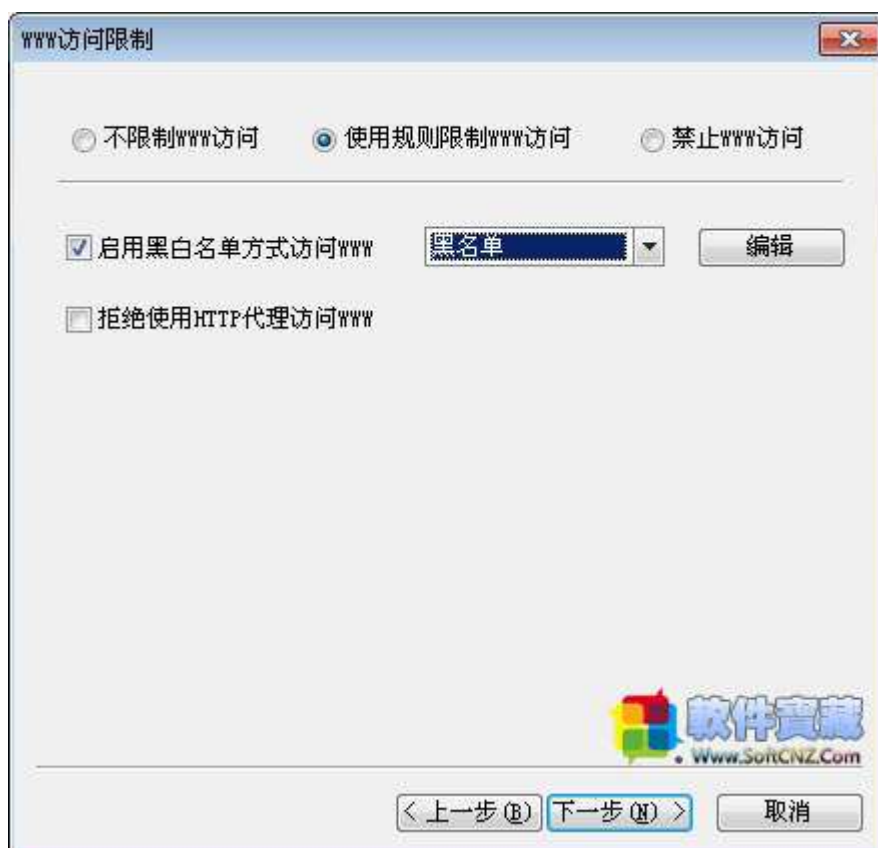 WWW访问限制
不限制WWW访问 使用规则限制WWW访问 禁止WWW访问
启用黑白名单方式访问WWW 黑名单 编辑
拒绝使用HTTP代理访问WWW
軟件寶藏
Www.SoftCNZ.Com
< 上一步(B) 下一步(N) > 取消